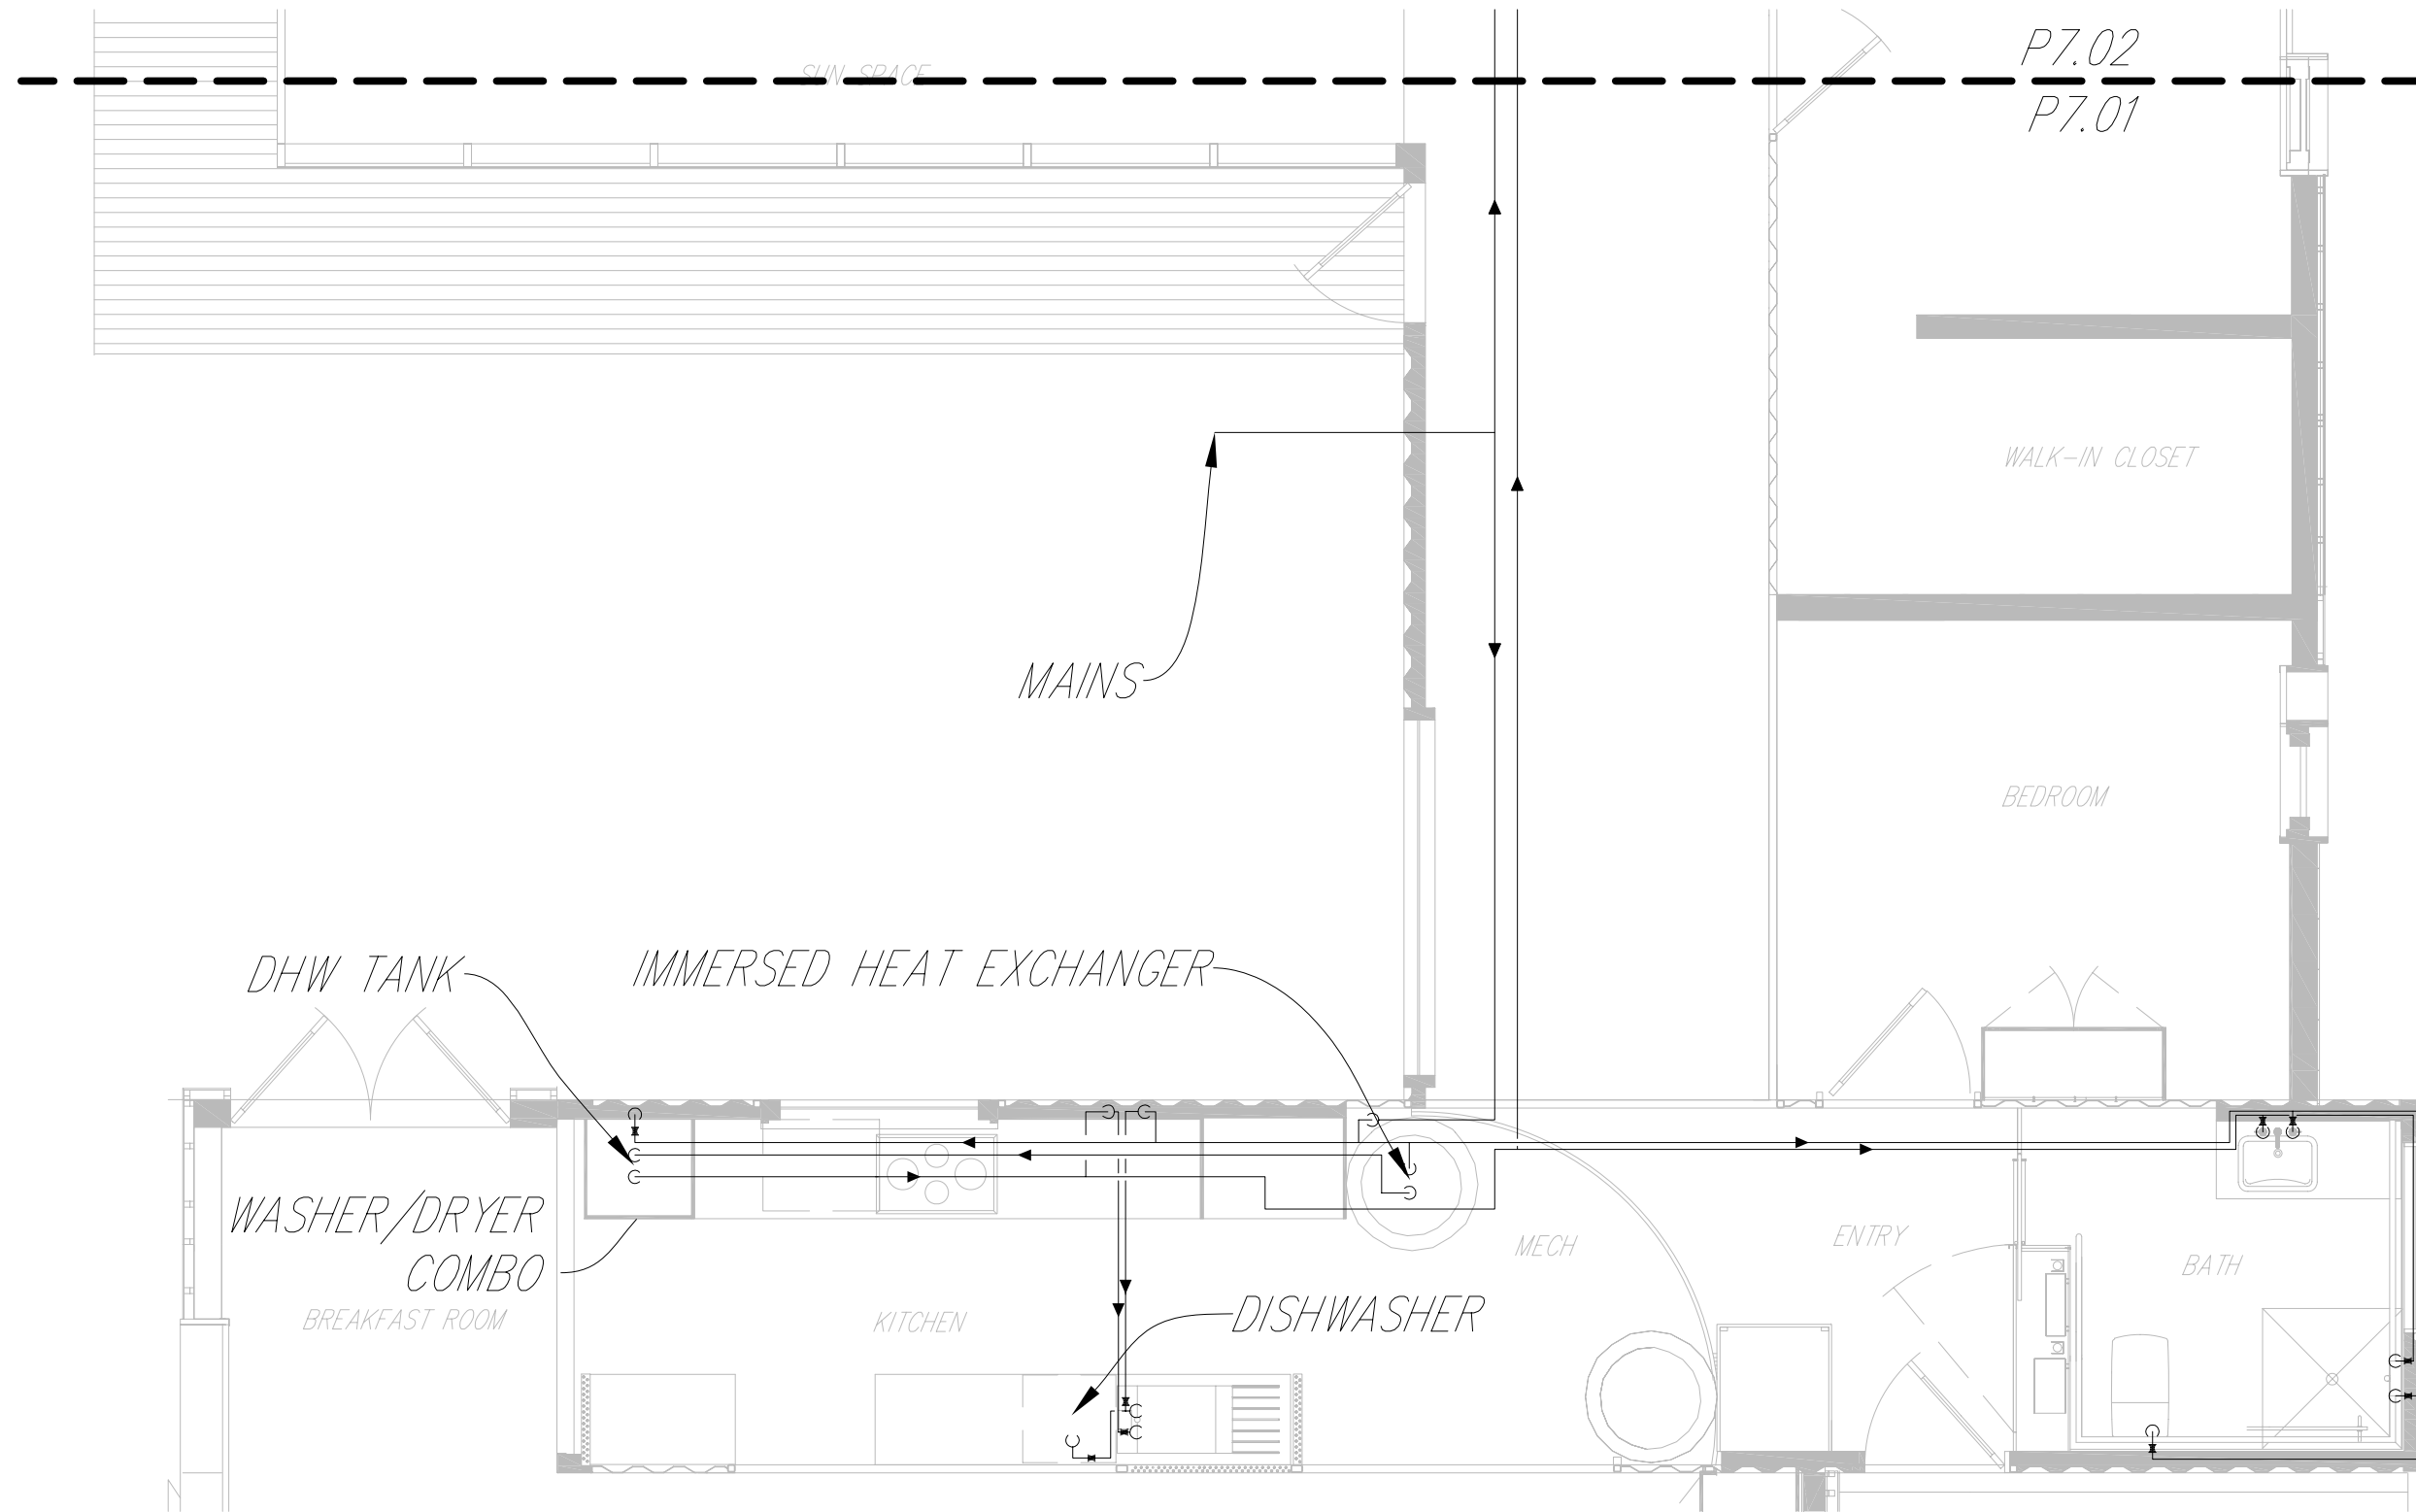 SUN SPACE
P7.02
P7.01
WALK-IN CLOSET
MAINS
BEDROOM
DHW TANK
IMMERSED HEAT EXCHANGER
WASHER/DRYER
COMBO
MECH
ENTRY
BATH
BREAKFAST ROOM
KITCHEN
DISHWASHER